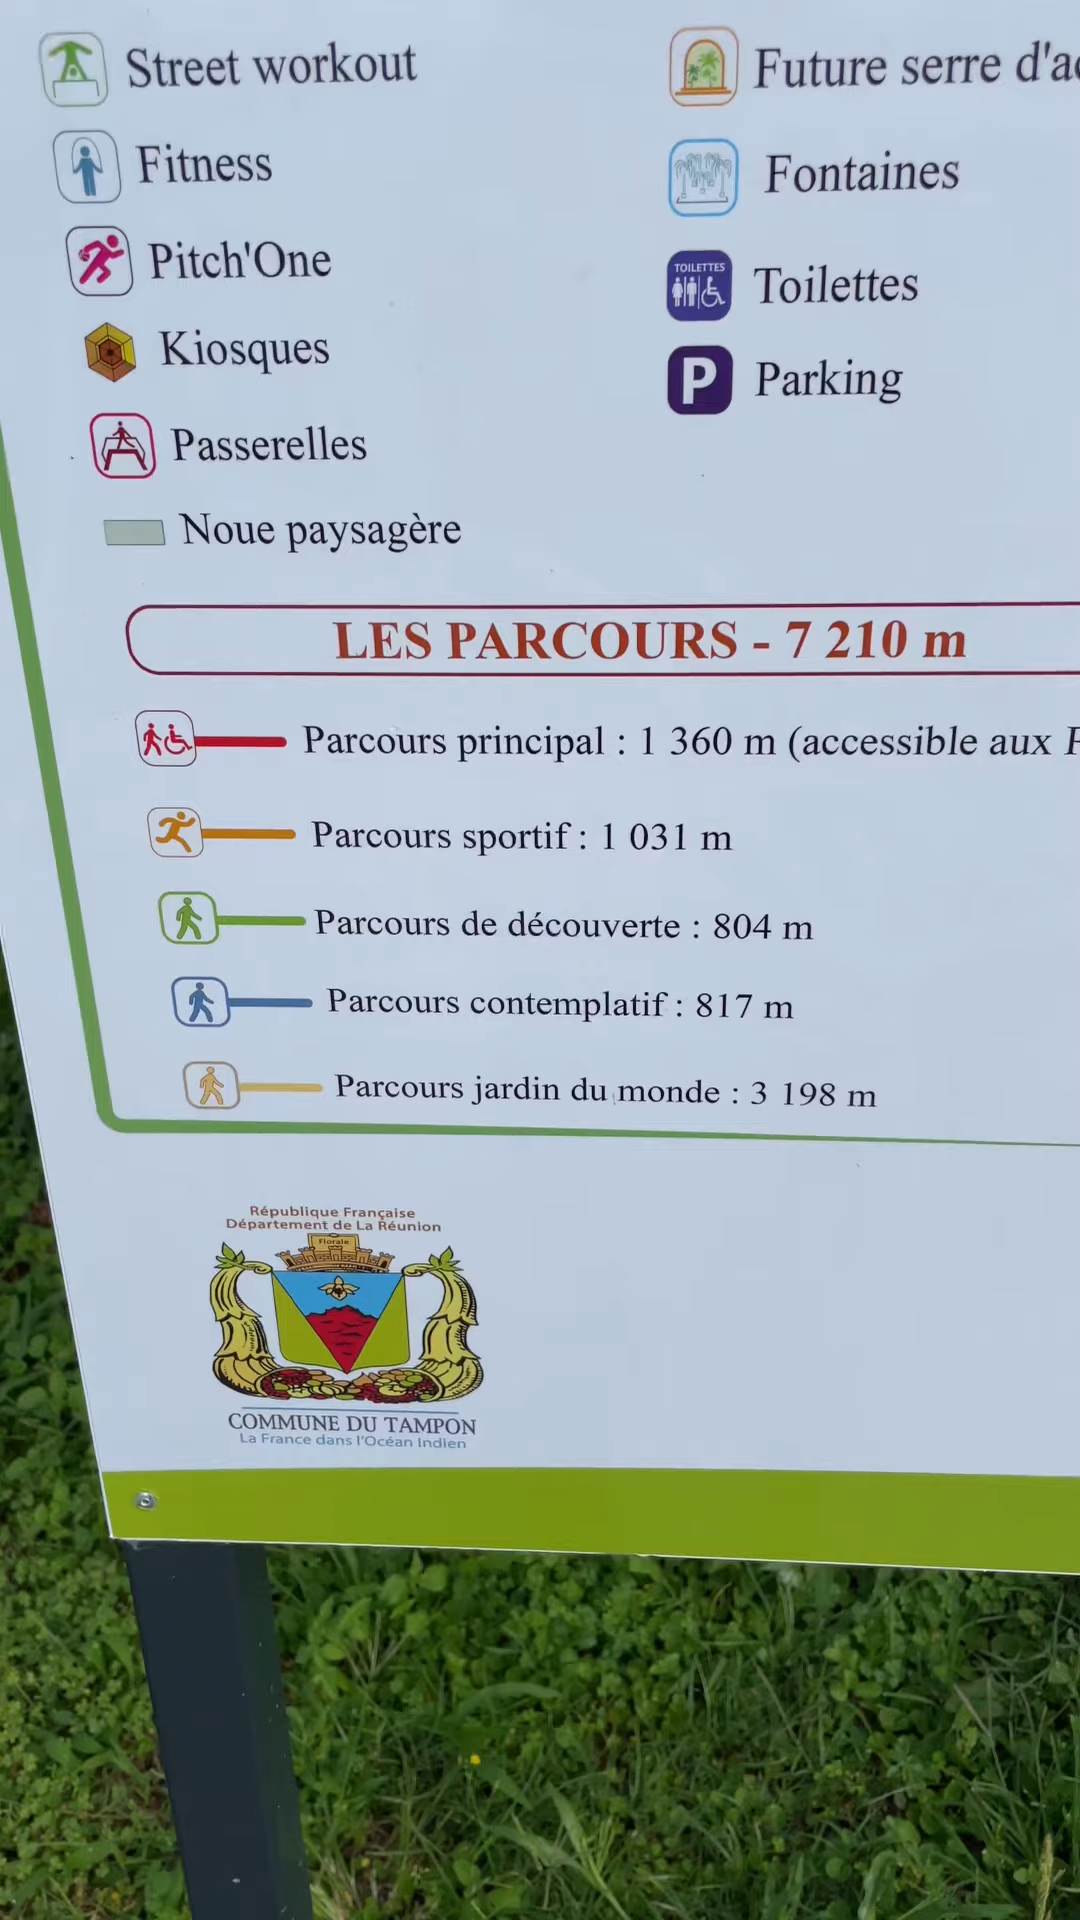 Street workout
Fitness
Pitch'One
Kiosques
Passerelles
Noue paysagère
Future serre
Fontaines
TOILETTES
Toilettes
P
Parking
LES PARCOURS - 7 210 m
Parcours principal : 1 360 m (accessible aux
Parcours sportif : 1 031 m
Parcours de découverte : 804 m
Parcours contemplatif : 817 m
Parcours jardin du monde : 3 198 m
République Française
Département de La Réunion
Florale
COMMUNE DU TAMPON
La France dans l'Océan Indien